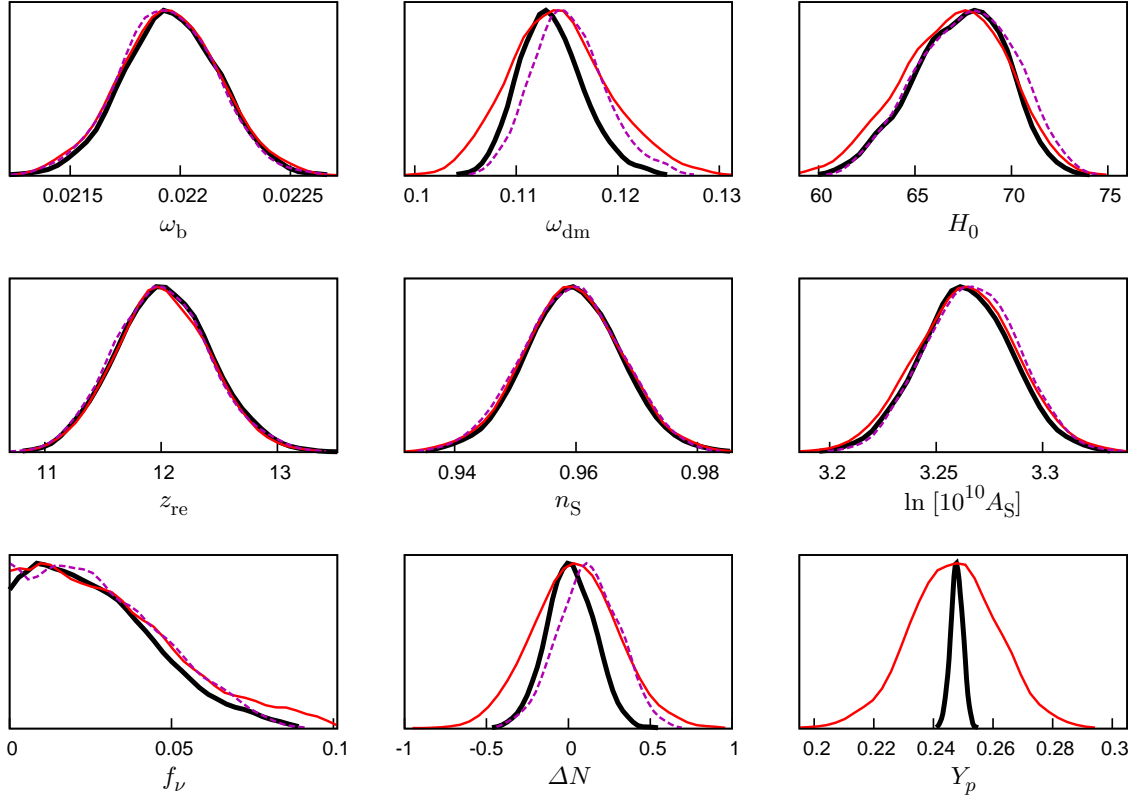 0.0215 0.022 0.0225
ω_b
0.1 0.11 0.12 0.13
ω_dm
60 65 70 75
H_0
11 12 13
z_re
0.94 0.96 0.98
n_S
3.2 3.25 3.3
ln [10^10 A_S]
0 0.05 0.1
f_ν
-1 -0.5 0 0.5 1
ΔN
0.2 0.22 0.24 0.26 0.28 0.3
Y_p